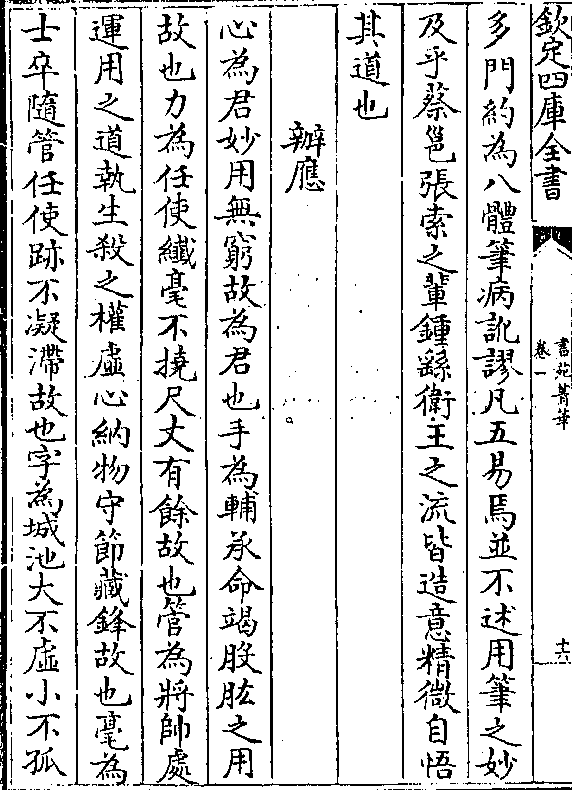 欽定四庫全書
書苑菁華
卷一
十六
多門約為八體筆病訛謬凡五易焉並不述用筆之妙
及乎蔡邕張索之輩鍾繇衛王之流皆造意精微自悟
其道也
辧應
心為君妙用無窮故為君也手為輔承命竭股肱之用
故也力為任使纎毫不撓尺丈有餘故也管為將帥處
運用之道執生殺之權虛心納物守節藏鋒故也毫為
士卒隨管任使跡不凝滯故也字為城池大不虛小不孤